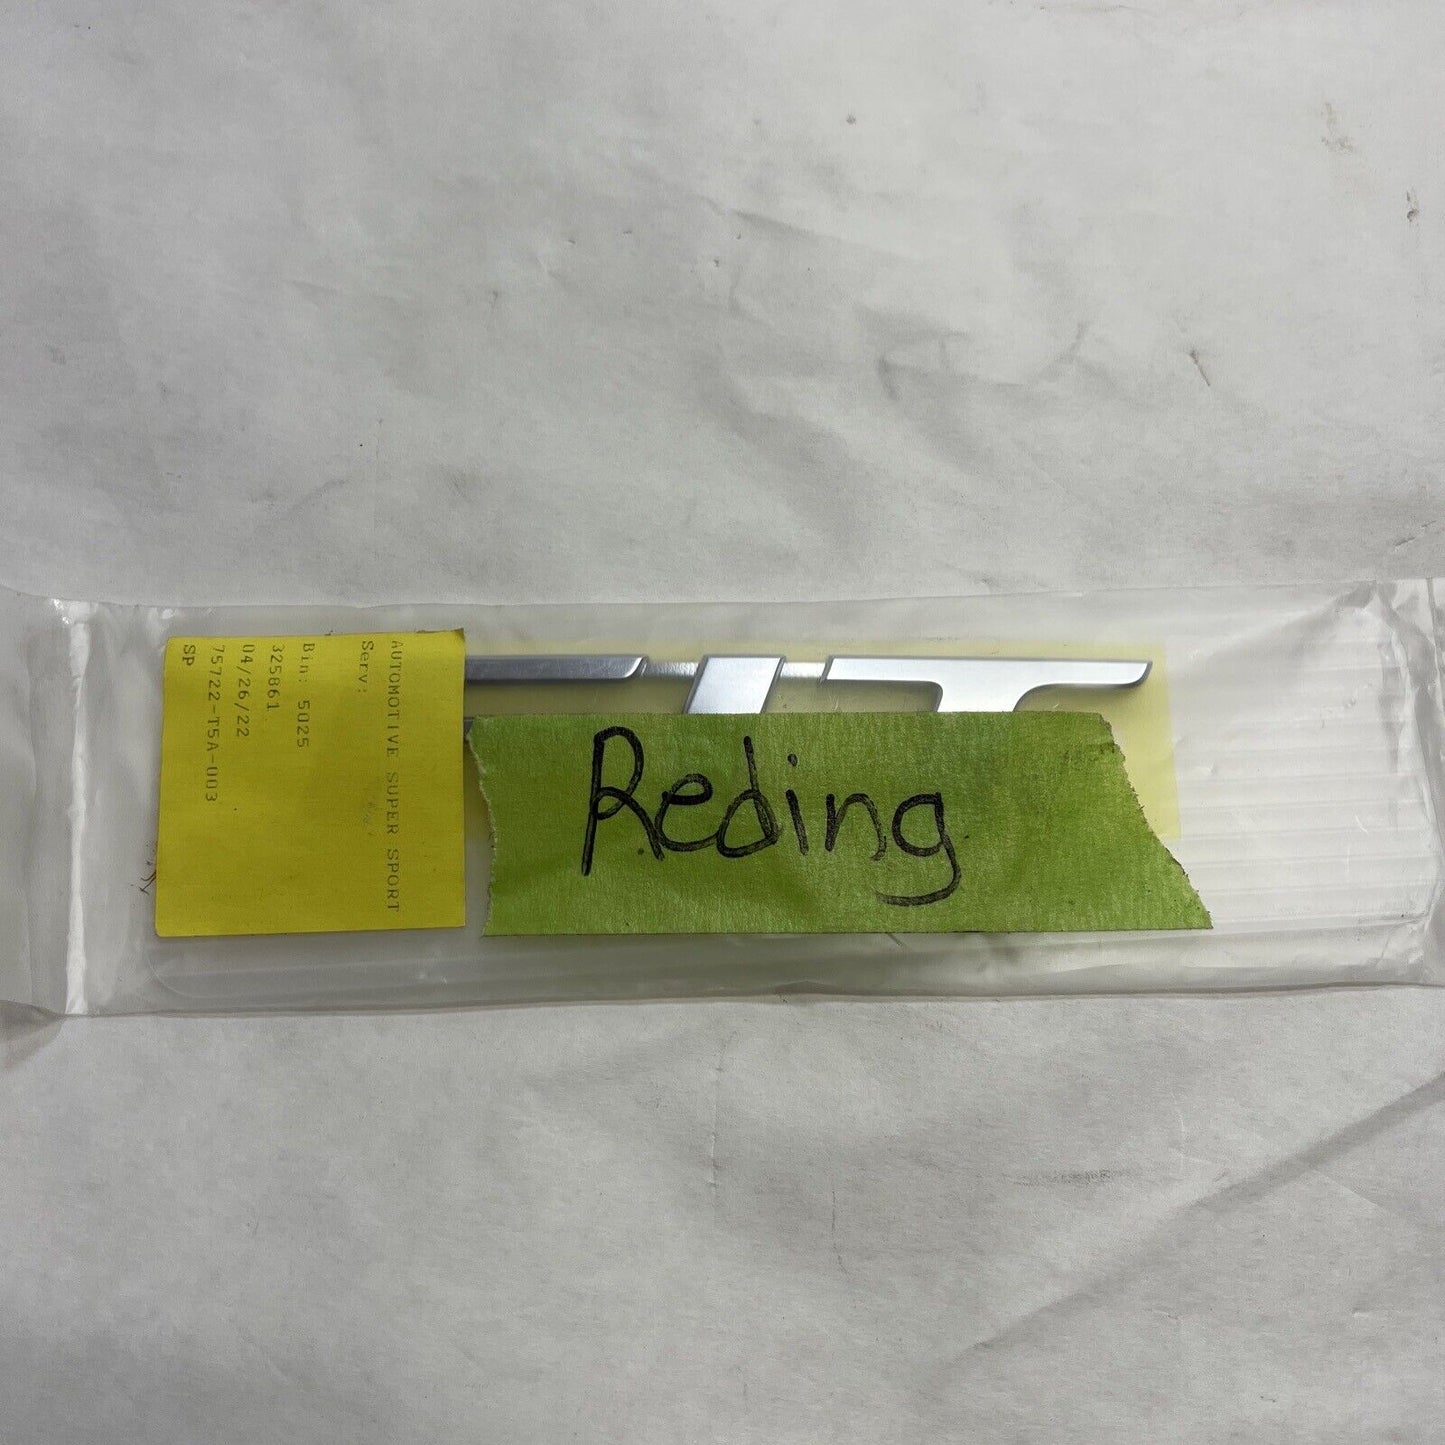 AUTOMOTIVE SUPER SPORT
Serv:
Bin: 5025
325861
04/26/22
75722-T5A-003
SP
Reding